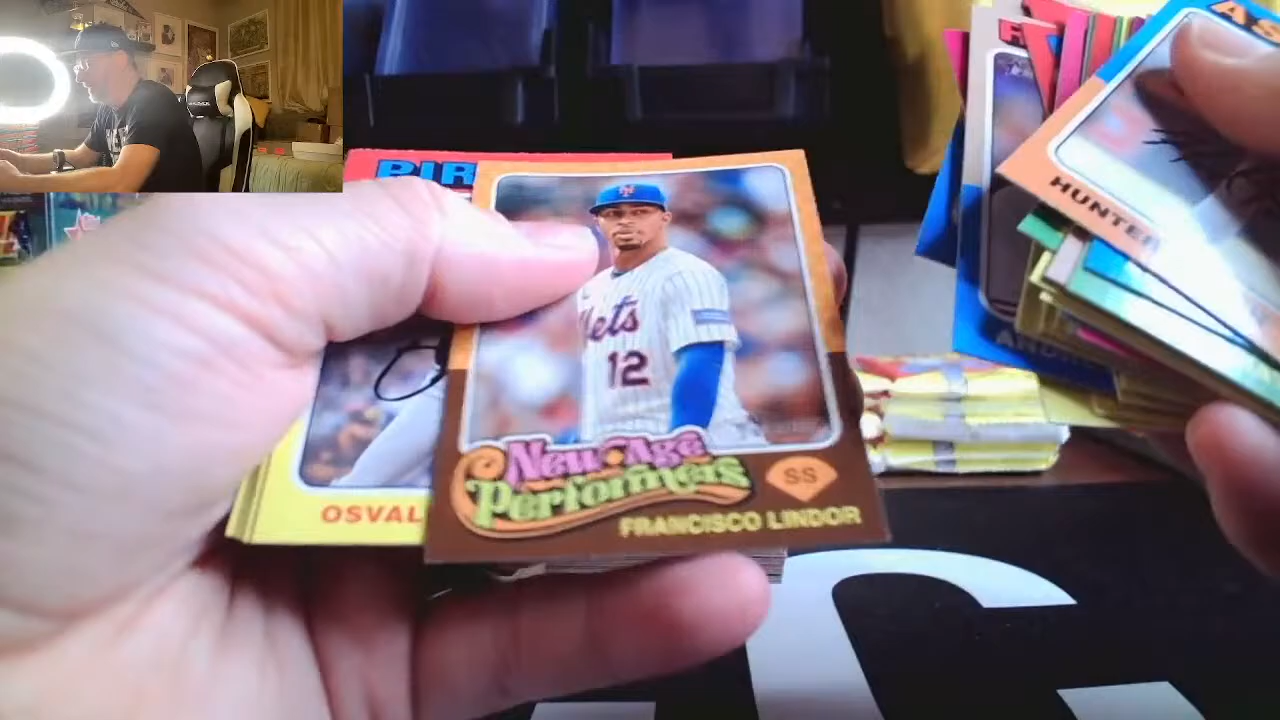 PIR
AS
HUNTER
Mets
12
New Age
Performers
SS
FRANCISCO LINDOR
OSVAL